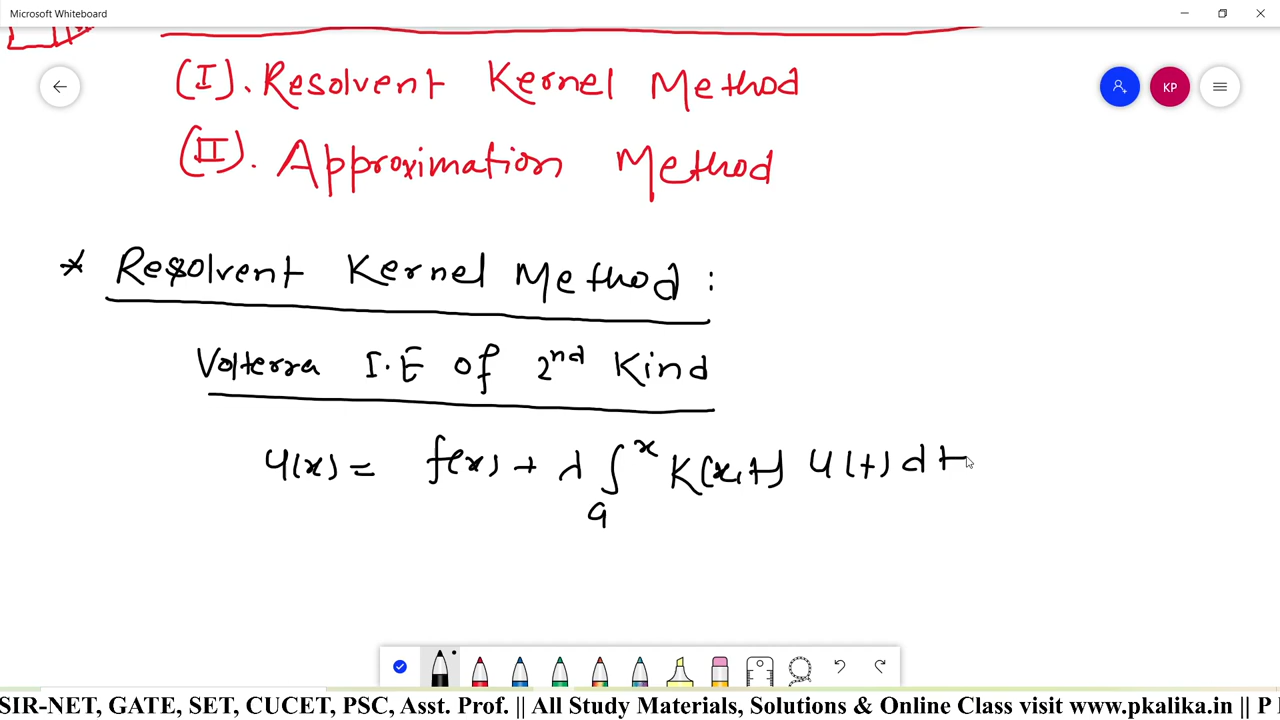 Microsoft Whiteboard
(I). Resolvent Kernel Method
(II). Approximation Method
KP
* Resolvent Kernel Method :
Volterra I.E of 2nd Kind
u(x) = f(x) + λ ∫_a^x K(x,t) u(t) dt
SIR-NET, GATE, SET, CUCET, PSC, Asst. Prof. || All Study Materials, Solutions & Online Class visit www.pkalika.in || P